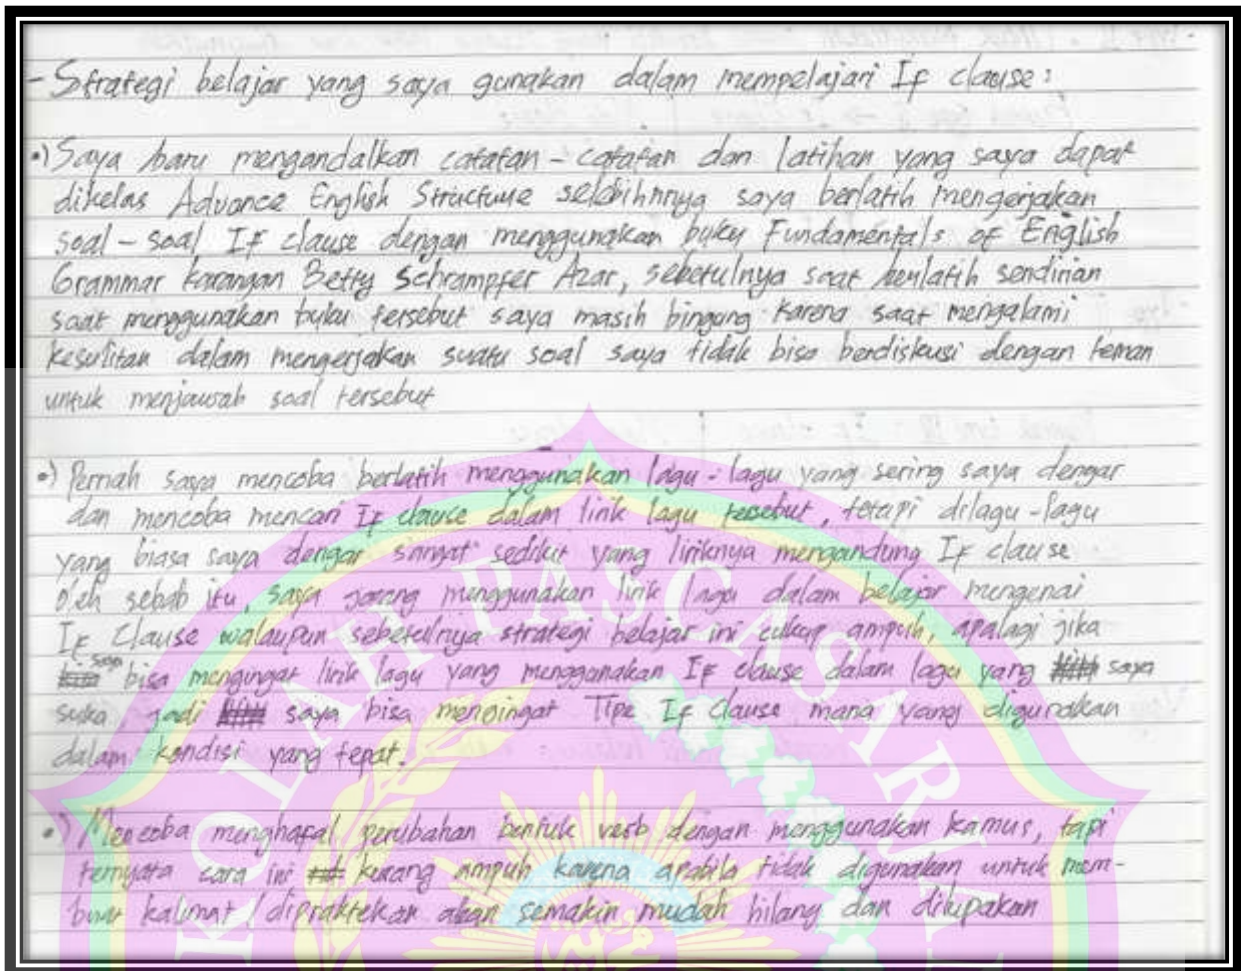 - Strategi belajar yang saya gunakan dalam mempelajari If clause :
•) Saya baru mengandalkan catatan - catatan dan latihan yang saya dapat
dikelas Advance English Structure selebihnnya saya berlatih mengerjakan
soal - soal If clause dengan menggunakan buku Fundamentals of English
Grammar karangan Betty Schrampfer Azar, sebetulnya saat berlatih sendirian
saat menggunakan buku tersebut saya masih bingung karena saat mengalami
kesulitan dalam mengerjakan suatu soal saya tidak bisa berdiskusi dengan teman
untuk menjawab soal tersebut
•) Pernah saya mencoba berlatih menggunakan lagu - lagu yang sering saya dengar
dan mencoba mencari If clause dalam lirik lagu tersebut, tetapi dilagu - lagu
yang biasa saya dengar sangat sedikit yang liriknya mengandung If clause
oleh sebab itu, saya jarang menggunakan lirik lagu dalam belajar mengenai
If Clause walaupun sebetulnya strategi belajar ini cukup ampuh, apalagi jika
saya bisa mengingat lirik lagu yang menggunakan If clause dalam lagu yang saya
suka, jadi saya bisa mengingat Tipe If Clause mana yang digunakan
dalam kondisi yang tepat.
•) Mencoba menghafal perubahan bentuk verb dengan menggunakan kamus, tapi
ternyata cara ini kurang ampuh karena apabila tidak digunakan untuk mem-
buat kalimat / dipraktekan akan semakin mudah hilang dan dilupakan
KOLAH PASCASARJA